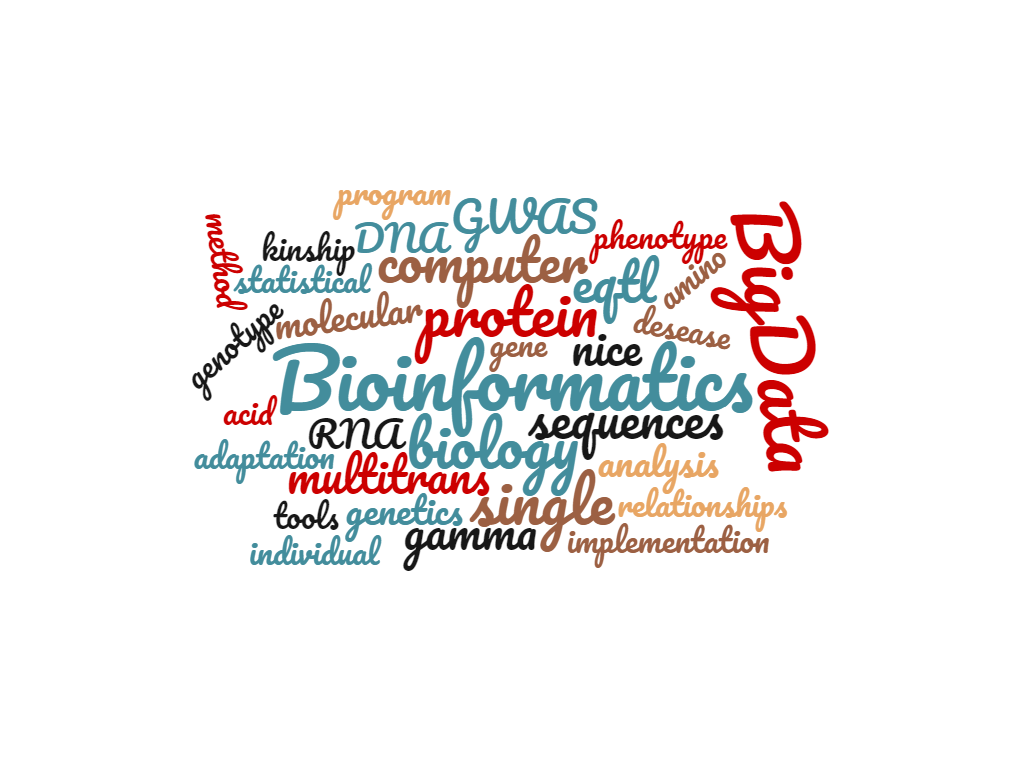 program
GWAS
method
kinship
DNA
phenotype
BigData
statistical
computer
eqtl
amino
genotype
molecular
protein
desease
gene
nice
Bioinformatics
acid
RNA
biology
sequences
adaptation
multitrans
analysis
tools
genetics
single
relationships
individual
gamma
implementation